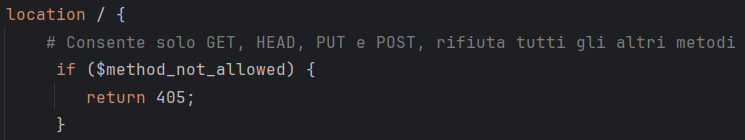 location / {
# Consente solo GET, HEAD, PUT e POST, rifiuta tutti gli altri metodi
if ($method_not_allowed) {
return 405;
}